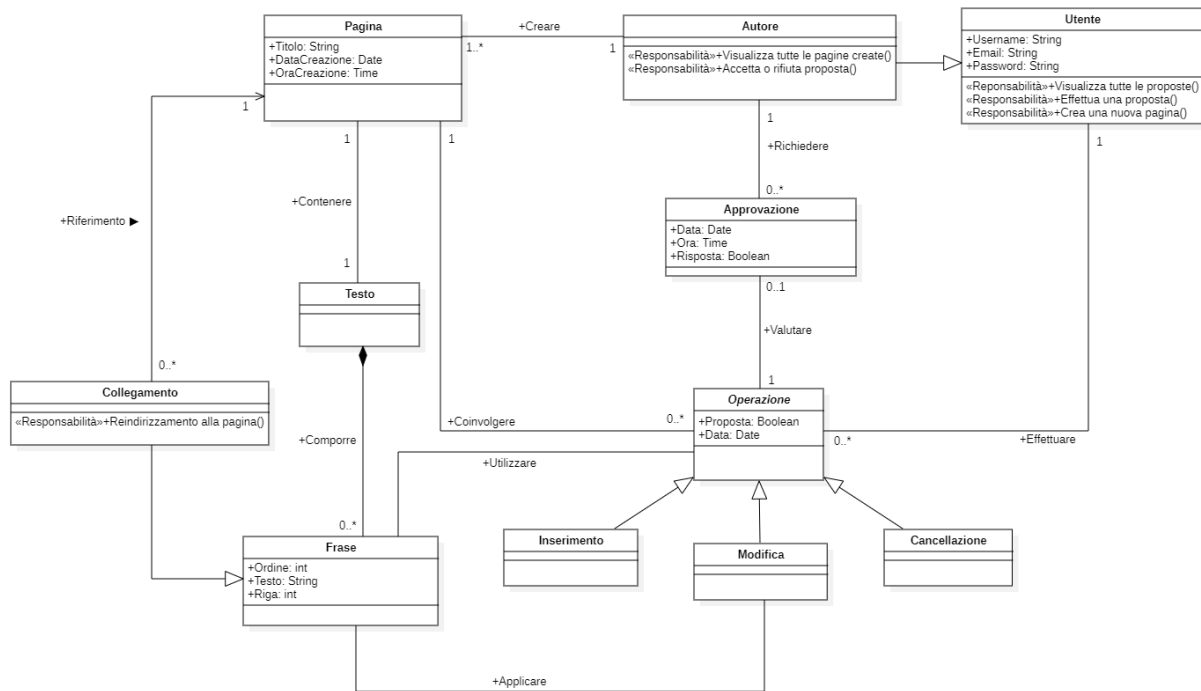 Pagina
+Titolo: String
+DataCreazione: Date
+OraCreazione: Time
+Creare
1..*
1
Autore
«Responsabilità»+Visualizza tutte le pagine create()
«Responsabilità»+Accetta o rifiuta proposta()
Utente
+Username: String
+Email: String
+Password: String
«Reponsabilità»+Visualizza tutte le proposte()
«Responsabilità»+Effettua una proposta()
«Responsabilità»+Crea una nuova pagina()
1
1
1
1
1
+Richiedere
0..*
+Contenere
+Riferimento ►
Approvazione
+Data: Date
+Ora: Time
+Risposta: Boolean
1
0..1
Testo
+Valutare
0..*
1
Collegamento
«Responsabilità»+Reindirizzamento alla pagina()
Operazione
+Proposta: Boolean
+Data: Date
0..*
+Coinvolgere
0..*
+Effettuare
+Comporre
+Utilizzare
0..*
Frase
+Ordine: int
+Testo: String
+Riga: int
Inserimento
Modifica
Cancellazione
+Applicare